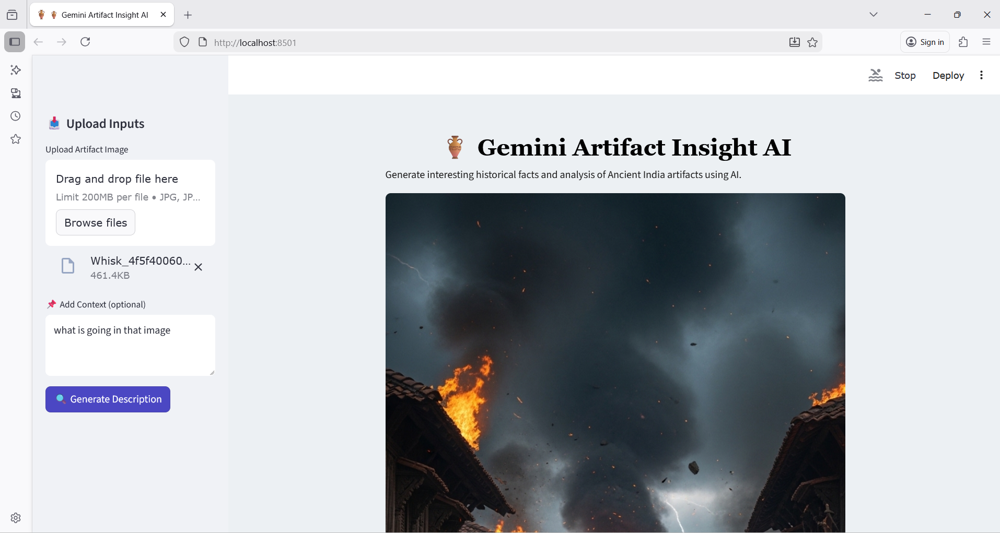 Gemini Artifact Insight AI
http://localhost:8501
Sign in
Stop
Deploy
Upload Inputs
Upload Artifact Image
Drag and drop file here
Limit 200MB per file • JPG, JP...
Browse files
Whisk_4f5f40060...
461.4KB
Add Context (optional)
what is going in that image
Generate Description
Gemini Artifact Insight AI
Generate interesting historical facts and analysis of Ancient India artifacts using AI.